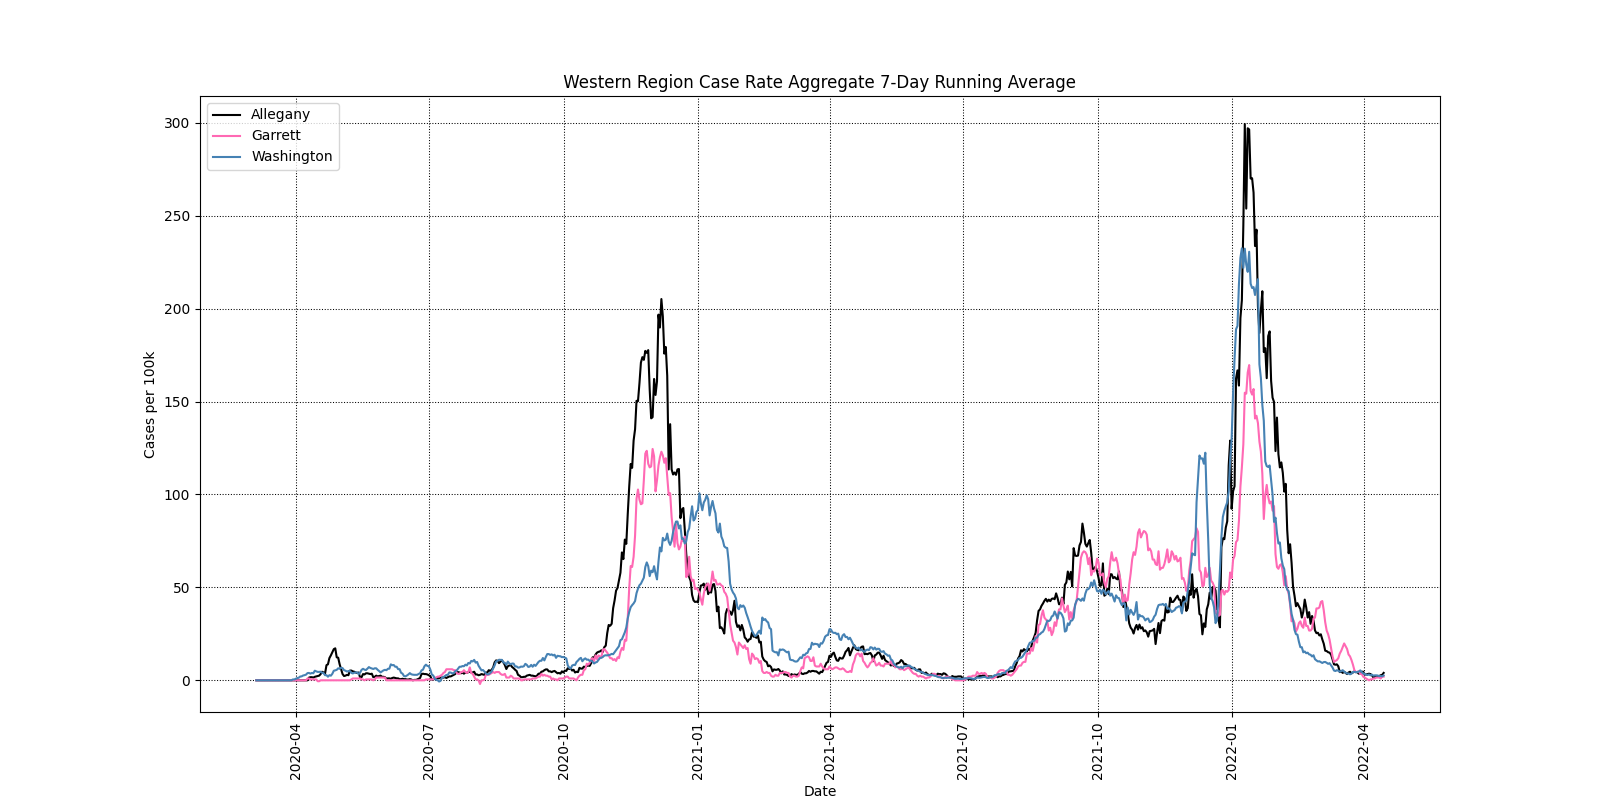 Western Region Case Rate Aggregate 7-Day Running Average
Allegany
Garrett
Washington
300
250
200
150
100
50
0
Cases per 100k
2020-04
2020-07
2020-10
2021-01
2021-04
2021-07
2021-10
2022-01
2022-04
Date